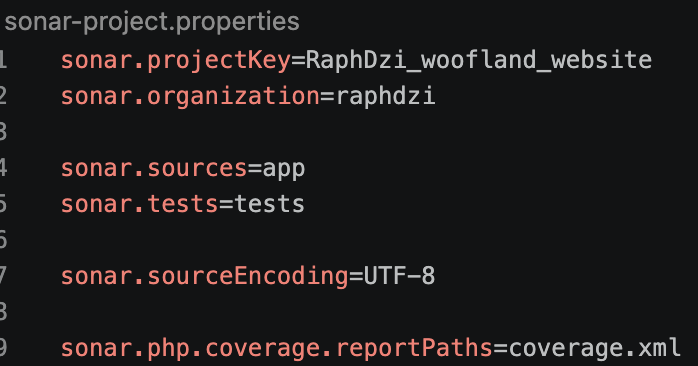 sonar-project.properties
1 sonar.projectKey=RaphDzi_woofland_website
2 sonar.organization=raphdzi
3
4 sonar.sources=app
5 sonar.tests=tests
6
7 sonar.sourceEncoding=UTF-8
8
9 sonar.php.coverage.reportPaths=coverage.xml